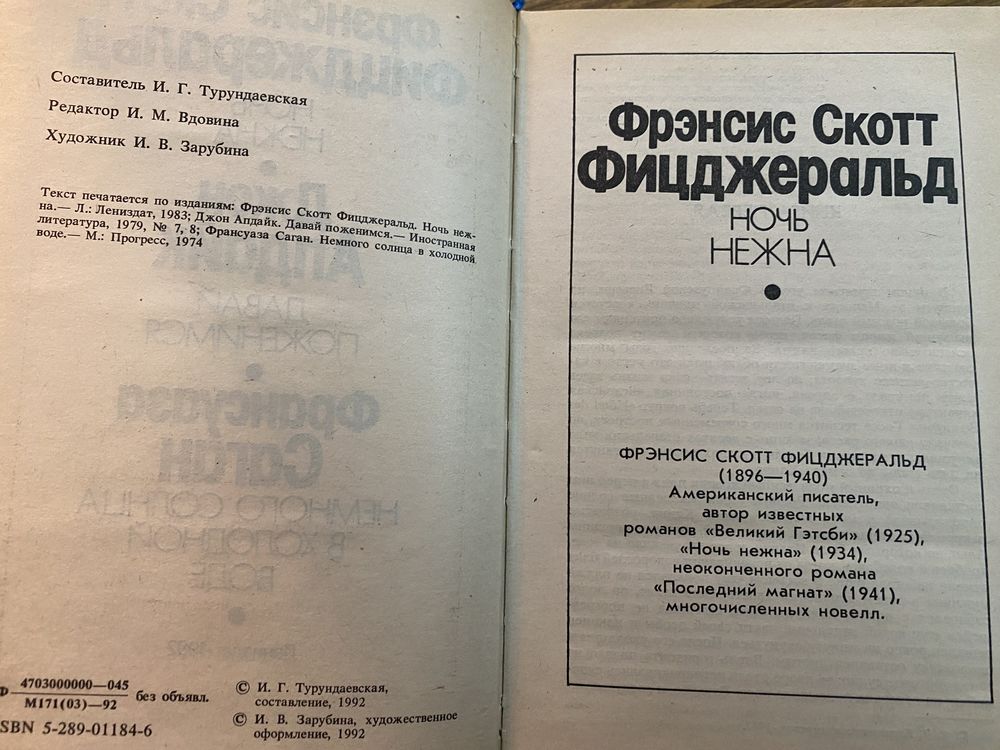 Составитель И. Г. Турундаевская
Редактор И. М. Вдовина
Художник И. В. Зарубина
Текст печатается по изданиям: Фрэнсис Скотт Фицджеральд. Ночь неж-
на.— Л.: Лениздат, 1983; Джон Апдайк. Давай поженимся.— Иностранная
литература, 1979, № 7, 8; Франсуаза Саган. Немного солнца в холодной
воде.— М.: Прогресс, 1974
Ф 4703000000—045
М171(03)—92
без объявл.
ISBN 5-289-01184-6
© И. Г. Турундаевская,
составление, 1992
© И. В. Зарубина, художественное
оформление, 1992
Фрэнсис Скотт
Фицджеральд
НОЧЬ
НЕЖНА
ФРЭНСИС СКОТТ ФИЦДЖЕРАЛЬД
(1896—1940)
Американский писатель,
автор известных
романов «Великий Гэтсби» (1925),
«Ночь нежна» (1934),
неоконченного романа
«Последний магнат» (1941),
многочисленных новелл.